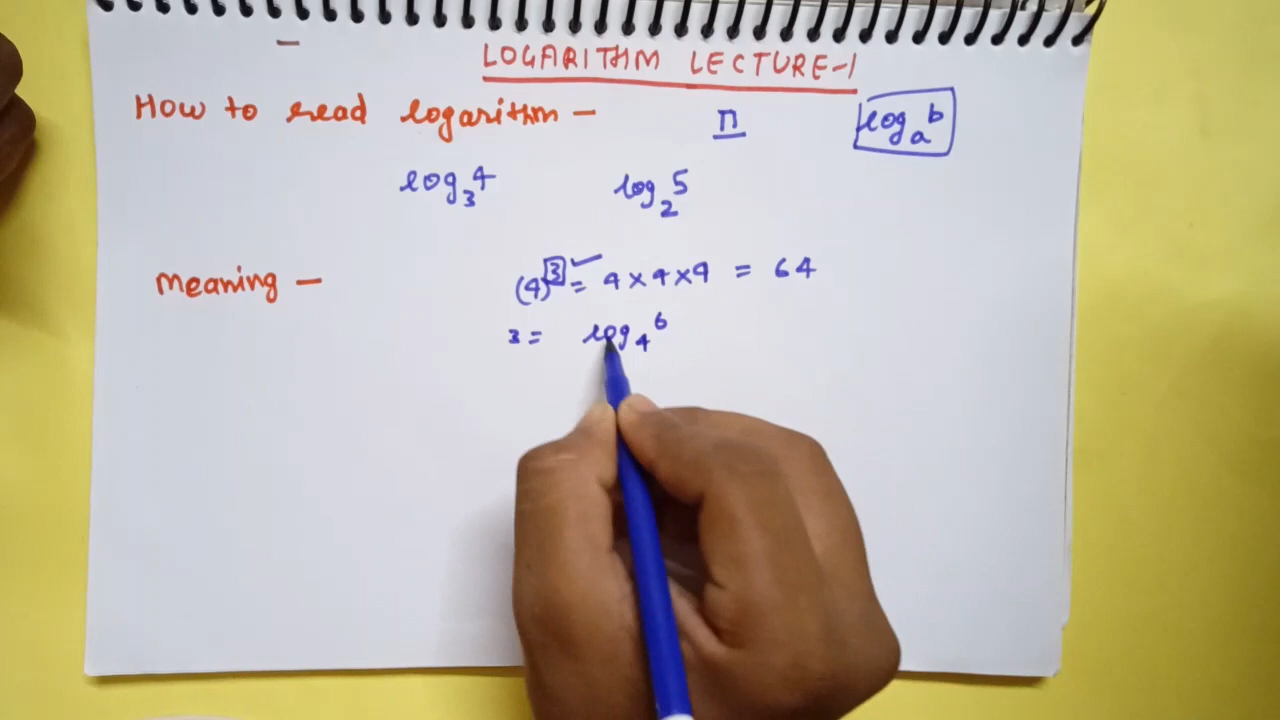 LOGARITHM LECTURE-1
How to read logarithm - n log_a b
log_3 4 log_2 5
Meaning - (4)^3 = 4 × 4 × 4 = 64
3 = log_4 6